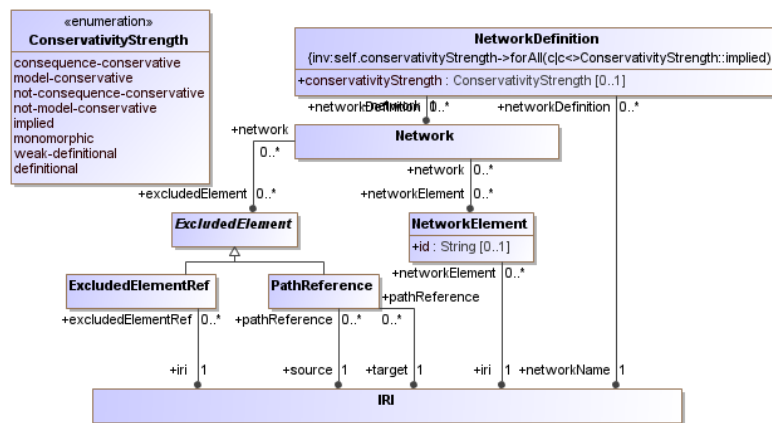 «enumeration»
ConservativityStrength
consequence-conservative
model-conservative
not-consequence-conservative
not-model-conservative
implied
monomorphic
weak-definitional
definitional
NetworkDefinition
{inv:self.conservativityStrength->forAll(c|c<>ConservativityStrength::implied)}
+conservativityStrength : ConservativityStrength [0..1]
+networkDefinition 0..*
+network 1
+networkDefinition 0..*
Network
+network
0..*
+excludedElement 0..*
+network 0..*
+networkElement 0..*
ExcludedElement
NetworkElement
+id : String [0..1]
+networkElement 0..*
ExcludedElementRef
PathReference
+excludedElementRef 0..*
+pathReference 0..*
+pathReference
0..*
+iri 1
+source 1
+target 1
+iri 1
+networkName 1
IRI